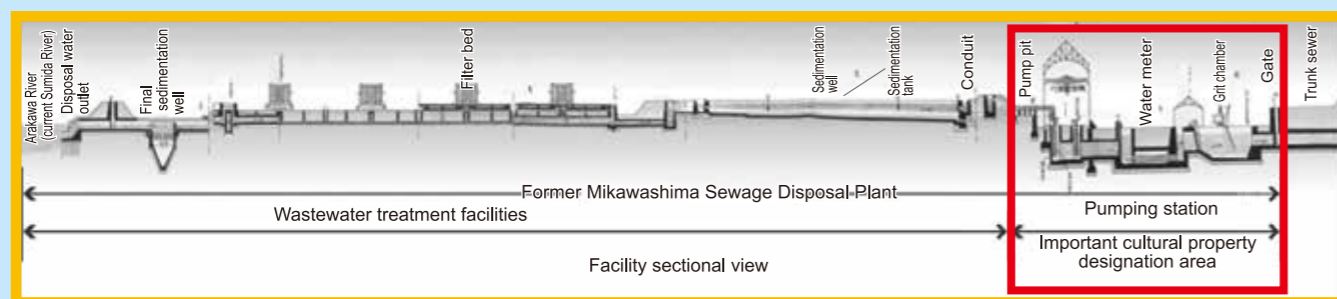 Arakawa River
(current Sumida River)
Disposal water
outlet
Final
sedimentation
well
Filter bed
Sedimentation
well
Sedimentation
tank
Conduit
Pump pit
Water meter
Grit chamber
Gate
Trunk sewer
Former Mikawashima Sewage Disposal Plant
Wastewater treatment facilities
Pumping station
Facility sectional view
Important cultural property
designation area